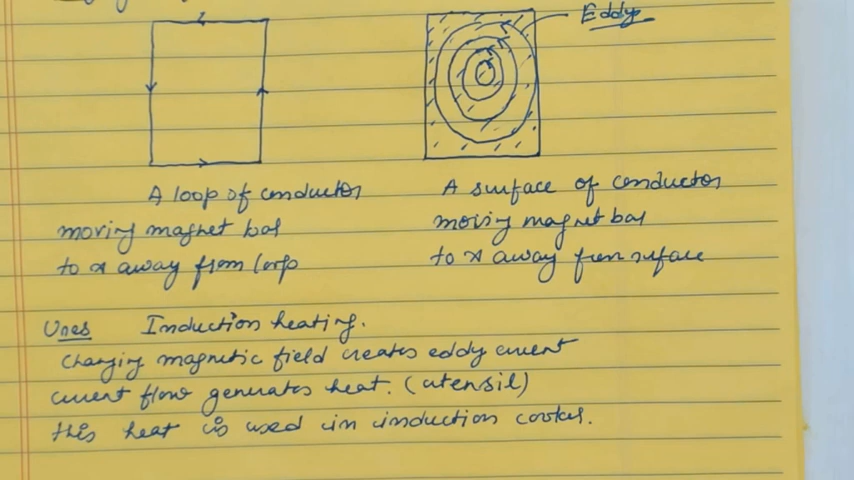 Eddy
A loop of conductor
moving magnet bar
to or away from loop
A surface of conductor
moving magnet bar
to or away from surface
Uses Induction heating.
Changing magnetic field creates eddy current
current flow generates heat. (utensil)
this heat is used in induction cooker.